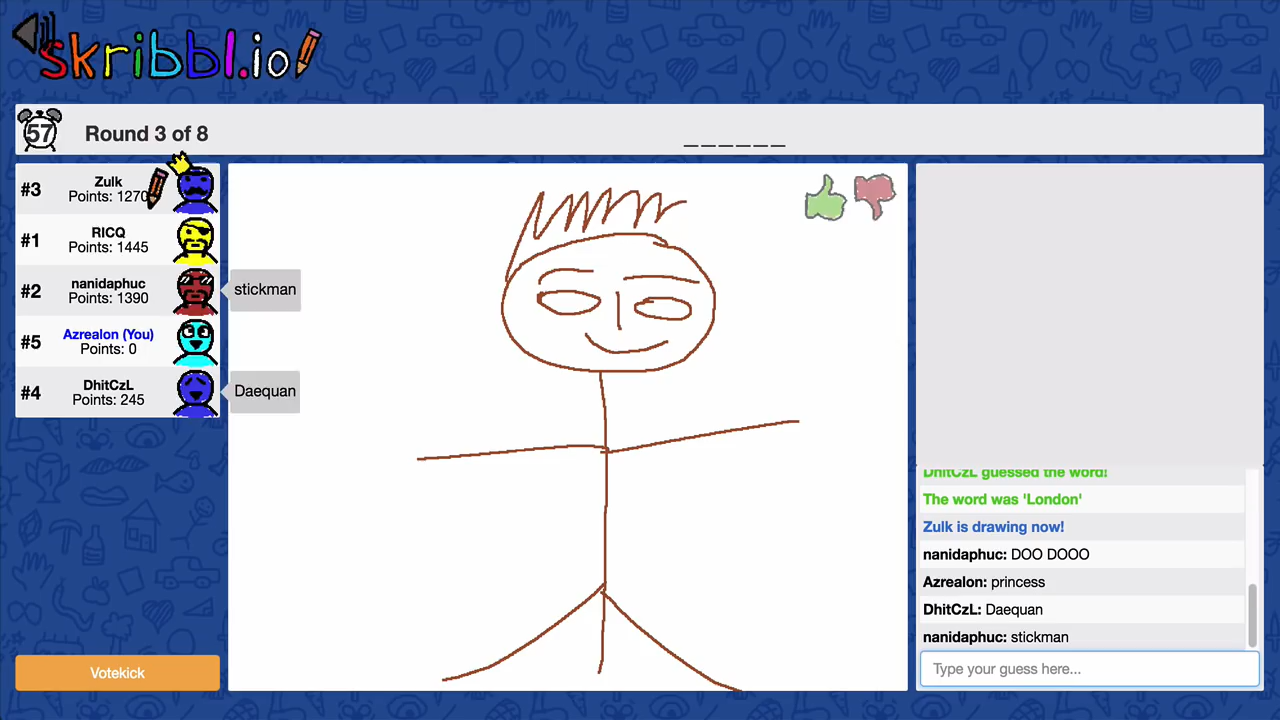 skribbl.io!
57
Round 3 of 8
______
#3
Zulk
Points: 1270
#1
RICQ
Points: 1445
#2
nanidaphuc
Points: 1390
stickman
#5
Azrealon (You)
Points: 0
#4
DhitCzL
Points: 245
Daequan
Votekick
DhitCzL guessed the word!
The word was 'London'
Zulk is drawing now!
nanidaphuc: DOO DOOO
Azrealon: princess
DhitCzL: Daequan
nanidaphuc: stickman
Type your guess here...